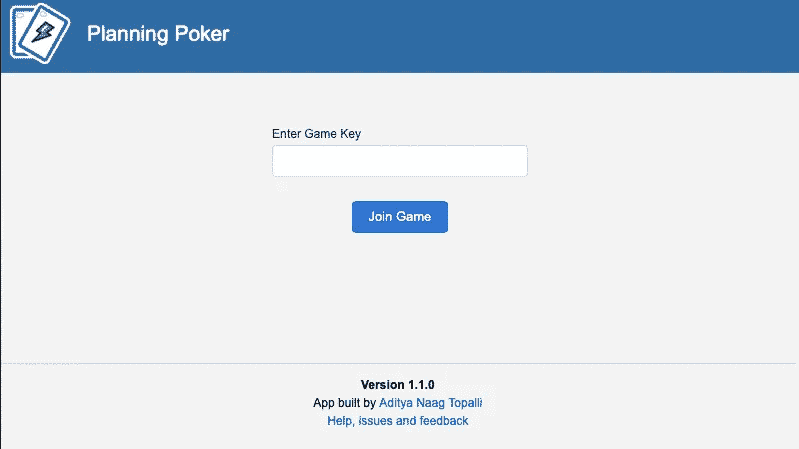 Planning Poker
Enter Game Key
Join Game
Version 1.1.0
App built by Aditya Naag Topalli
Help, issues and feedback